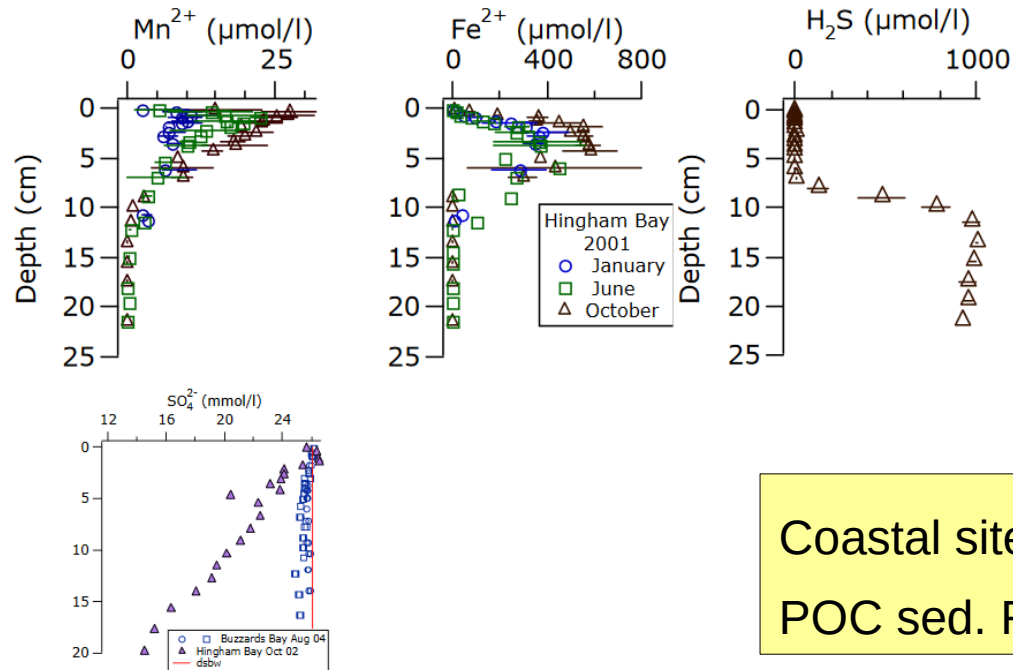 Mn2+ (μmol/l)
0 25
0
5
10
15
20
25
Depth (cm)
Fe2+ (μmol/l)
0 400 800
Hingham Bay
2001
January
June
October
H2S (μmol/l)
0 1000
0
5
10
15
20
25
Depth (cm)
SO42- (mmol/l)
12 16 20 24
0
5
10
15
20
Buzzards Bay Aug 04
Hingham Bay Oct 02
dsbw
Coastal site
POC sed.